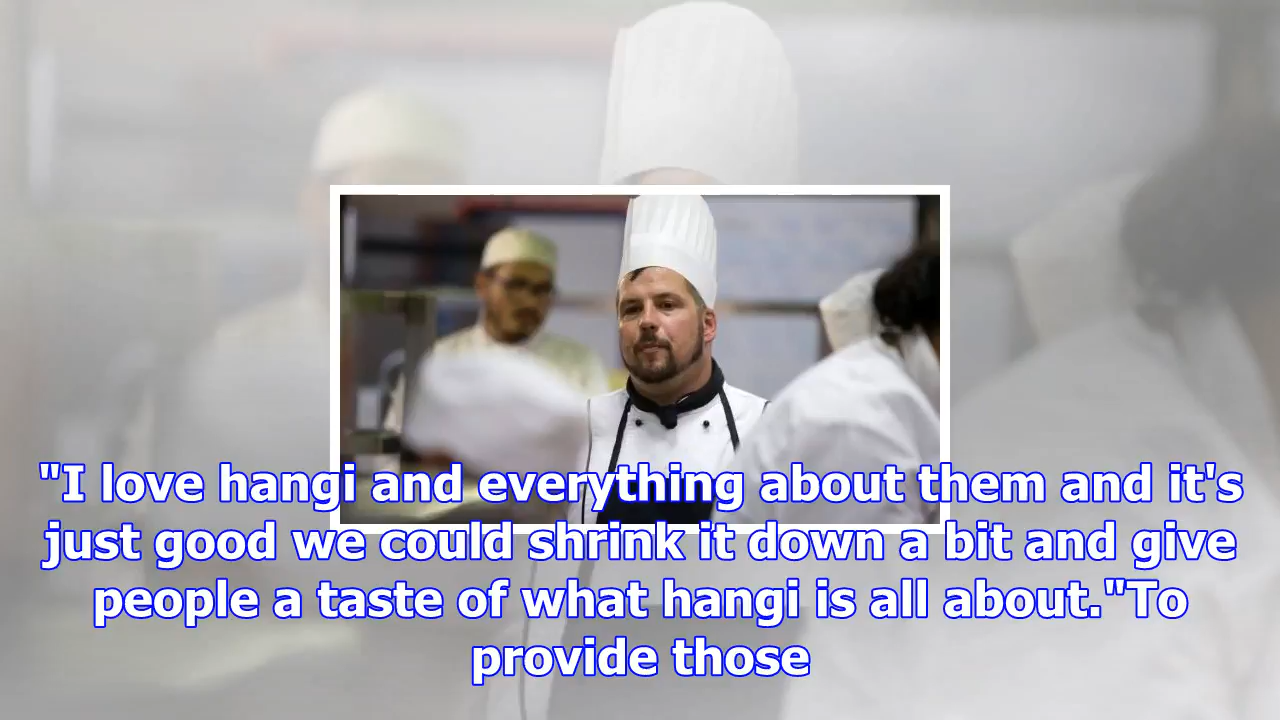 "I love hangi and everything about them and it's
just good we could shrink it down a bit and give
people a taste of what hangi is all about."To
provide those